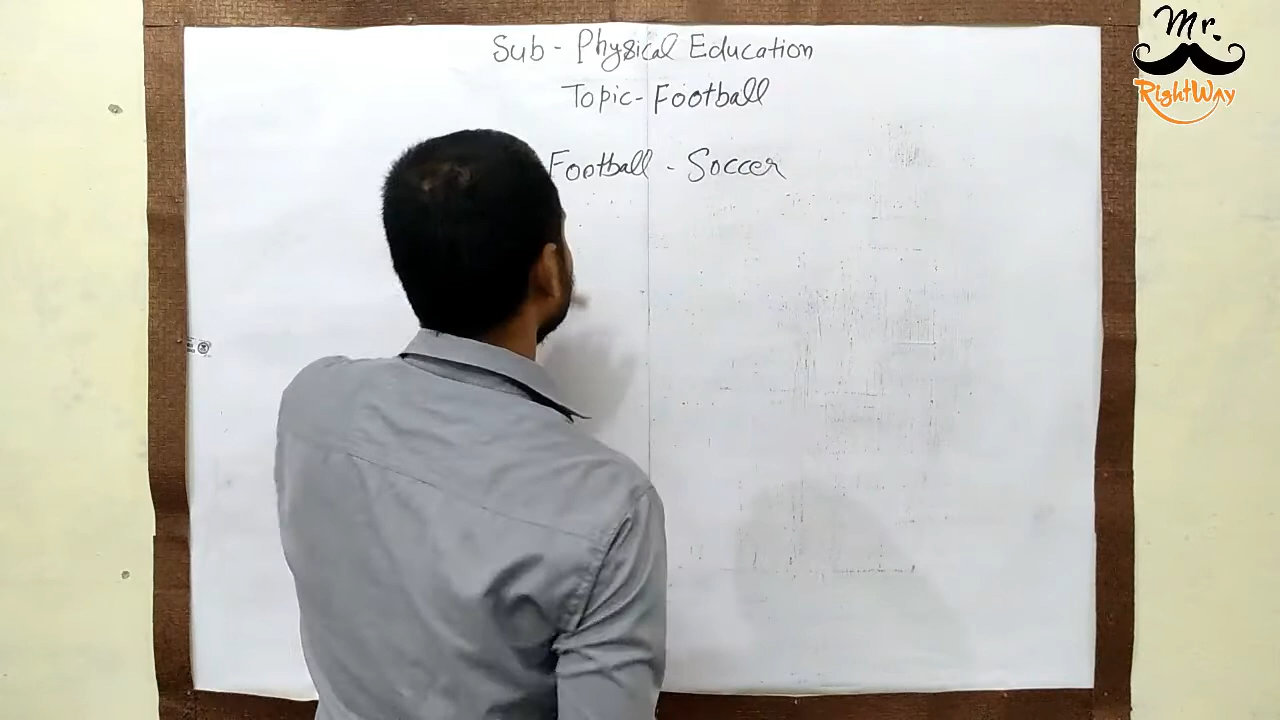 Sub - Physical Education
Topic - Football
Football - Soccer
Mr.
RightWay